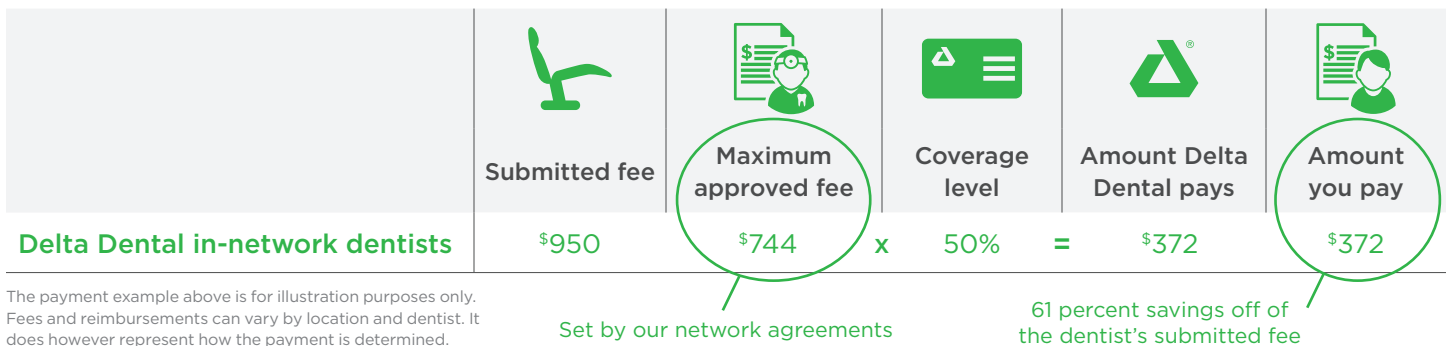 $
$
®
Submitted fee
Maximum
approved fee
Coverage
level
Amount Delta
Dental pays
Amount
you pay
Delta Dental in-network dentists $950 $744 x 50% = $372 $372
The payment example above is for illustration purposes only.
Fees and reimbursements can vary by location and dentist. It
does however represent how the payment is determined.
Set by our network agreements
61 percent savings off of
the dentist's submitted fee